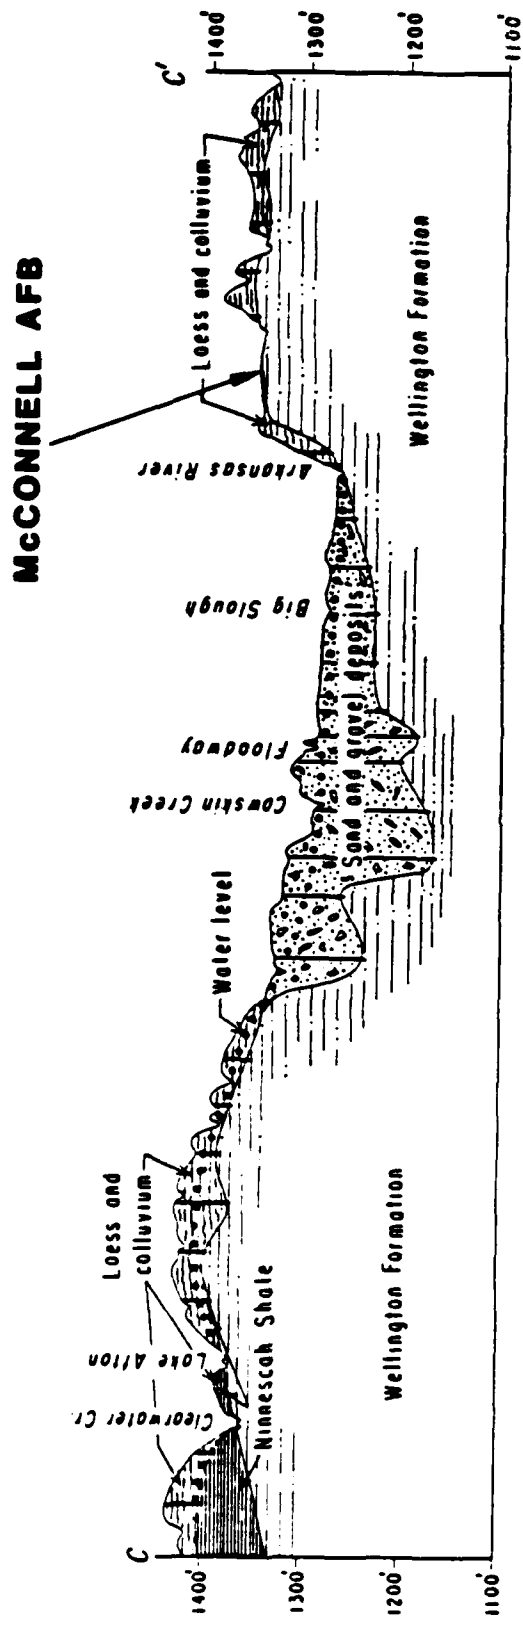 McCONNELL AFB
C
C'
1400'
1300'
1200'
1100'
1400'
1300'
1200'
1100'
Clearwater Cr.
Lake Afton
Loess and
colluvium
Ninnescah Shale
Water level
Cowskin Creek
Floodway
Big Slough
Arkansas River
Loess and colluvium
Sand and gravel deposits
Wellington Formation
Wellington Formation